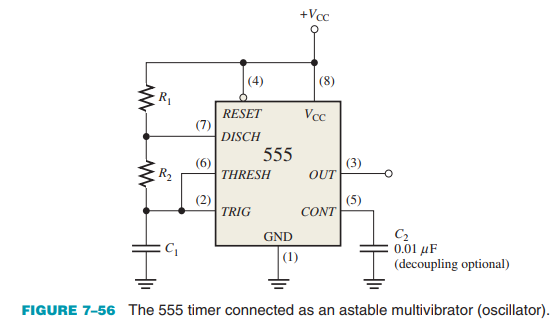 +VCC
(4)
(8)
R1
RESET
VCC
(7)
DISCH
555
(6)
(3)
R2
THRESH
OUT
(2)
(5)
TRIG
CONT
GND
C2
C1
(1)
0.01 μF
(decoupling optional)
FIGURE 7–56 The 555 timer connected as an astable multivibrator (oscillator).